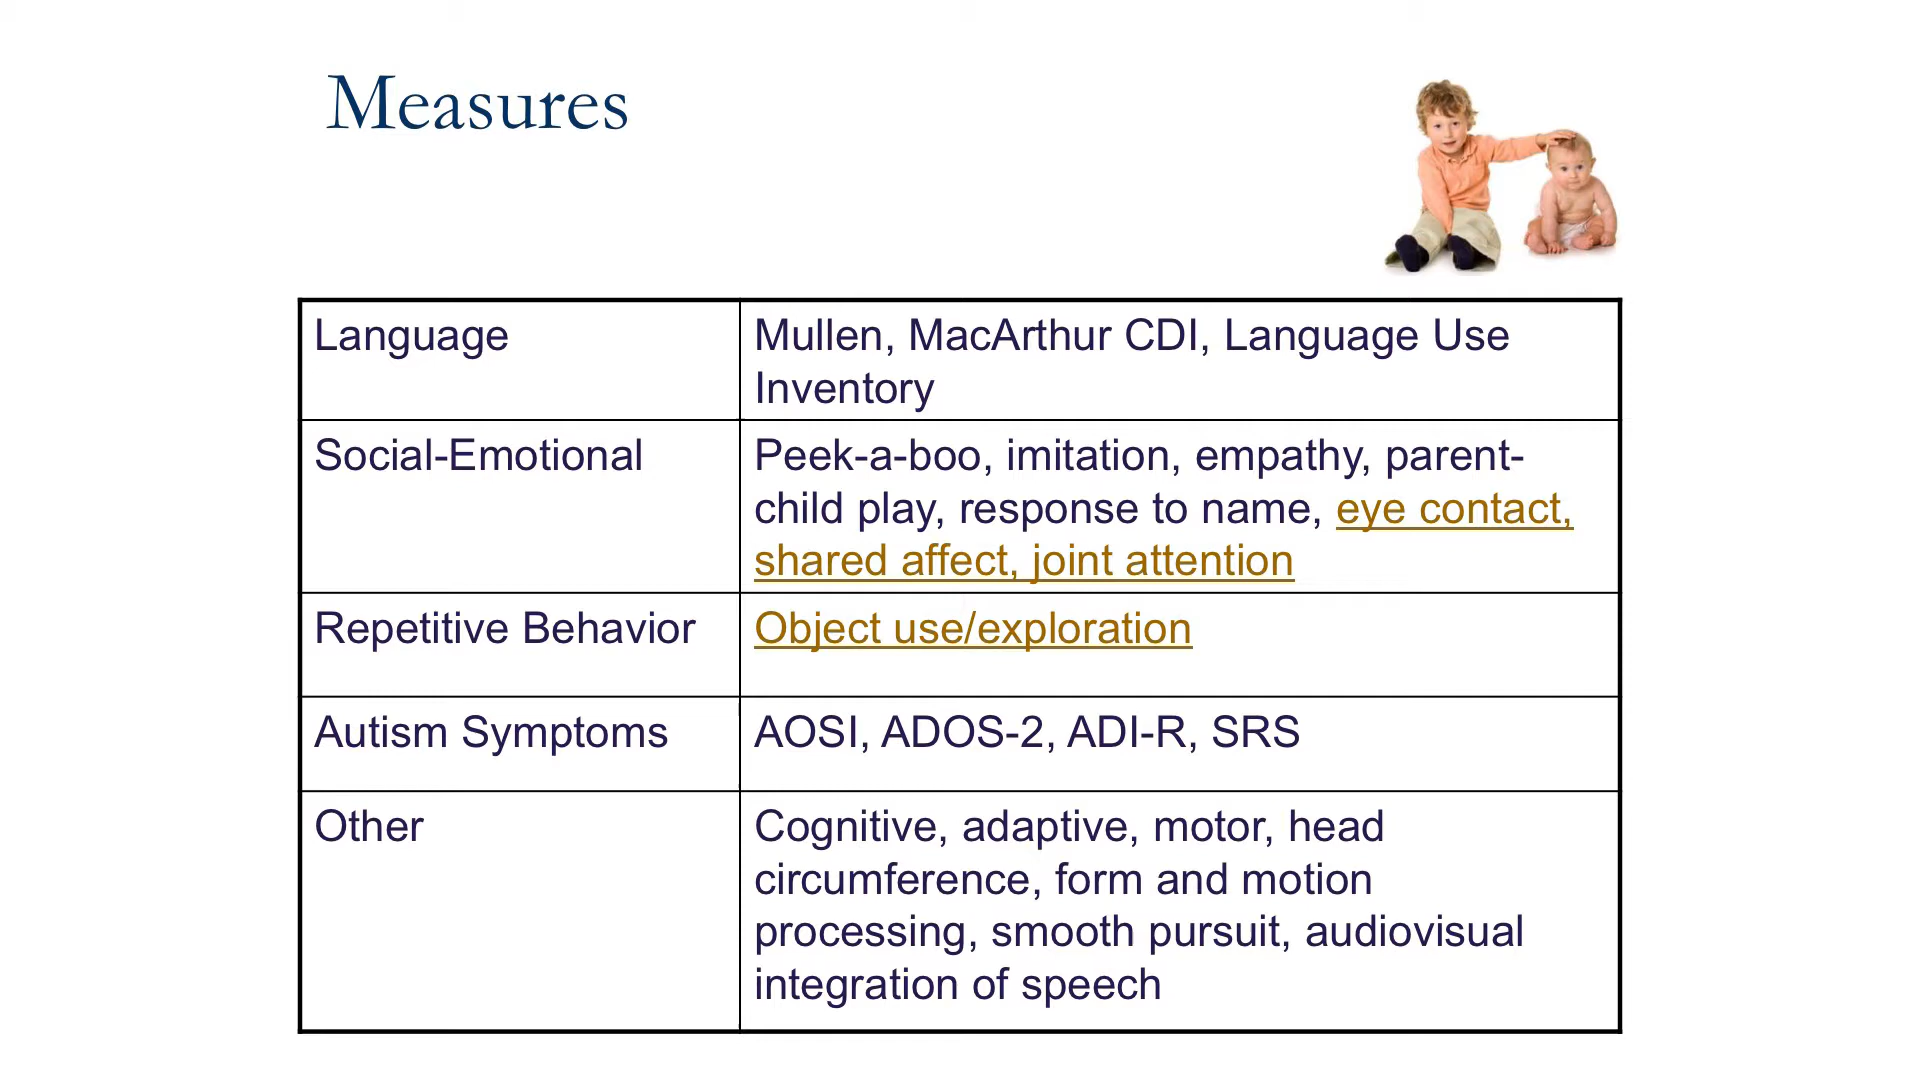 Measures
Language
Mullen, MacArthur CDI, Language Use
Inventory
Social-Emotional
Peek-a-boo, imitation, empathy, parent-
child play, response to name, eye contact,
shared affect, joint attention
Repetitive Behavior
Object use/exploration
Autism Symptoms
AOSI, ADOS-2, ADI-R, SRS
Other
Cognitive, adaptive, motor, head
circumference, form and motion
processing, smooth pursuit, audiovisual
integration of speech